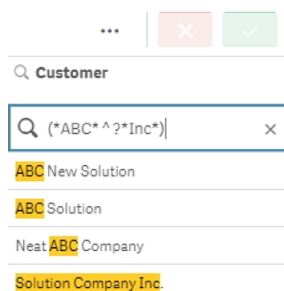 ...
Customer
(*ABC* ^ ?*Inc*)
ABC New Solution
ABC Solution
Neat ABC Company
Solution Company Inc.